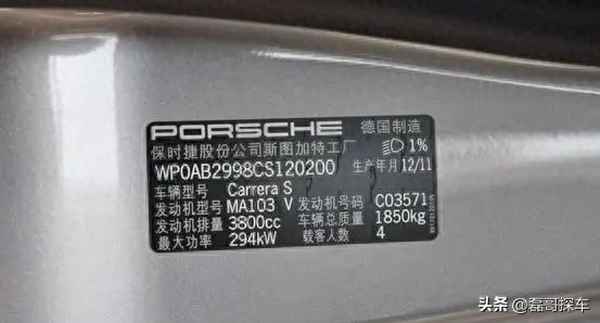 PORSCHE 德国制造
保时捷股份公司斯图加特工厂 1%
WP0AB2998CS120200 生产年月 12/11
车辆型号 Carrera S
发动机型号 MA103 V 发动机号码 C03571
发动机排量 3800cc 车辆总质量 1850kg
最大功率 294kW 载客人数 4
头条 @磊哥探车